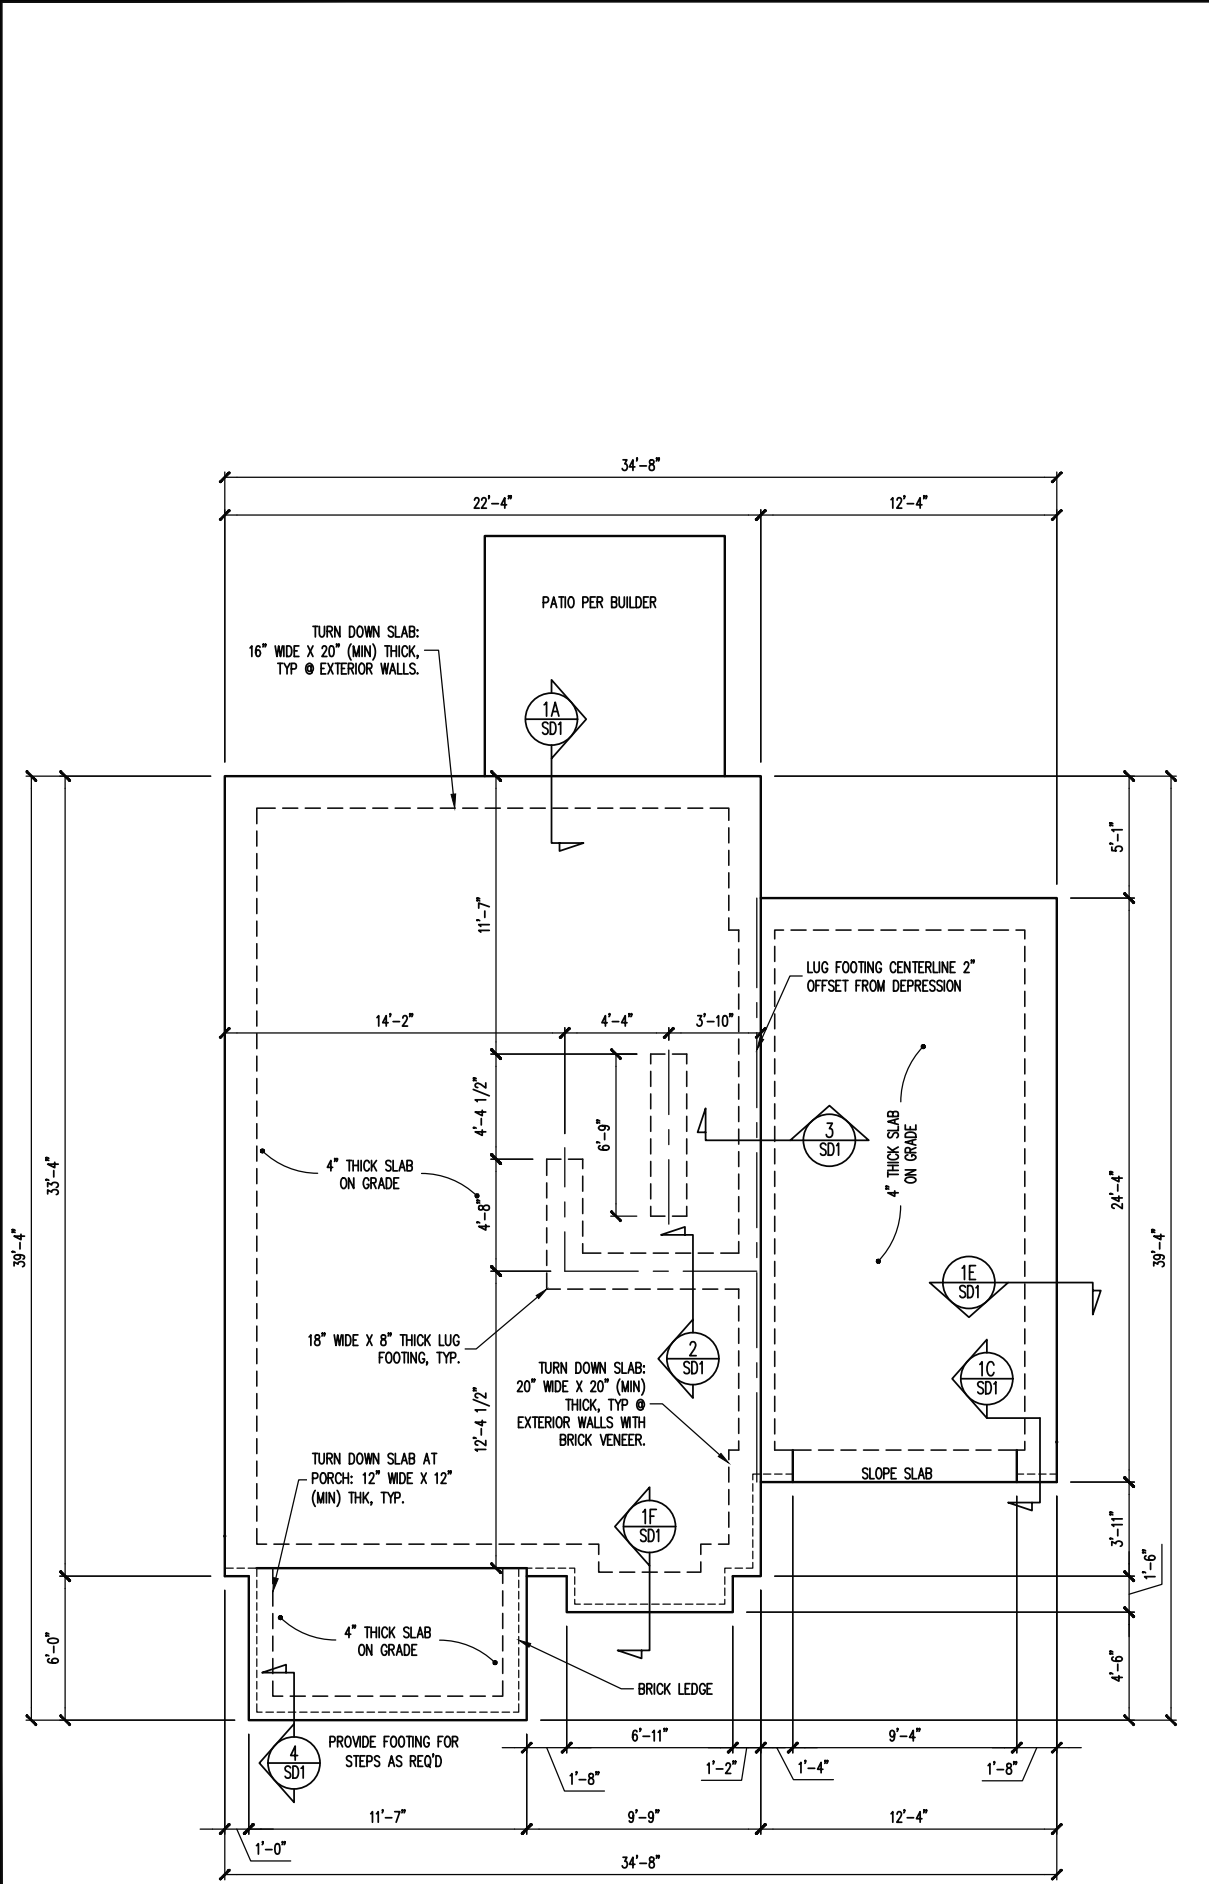 34'-8"
22'-4"
12'-4"
PATIO PER BUILDER
TURN DOWN SLAB:
16" WIDE X 20" (MIN) THICK,
TYP @ EXTERIOR WALLS.
1A
SD1
5'-1"
11'-7"
LUG FOOTING CENTERLINE 2"
OFFSET FROM DEPRESSION
14'-2"
4'-4"
3'-10"
4'-4 1/2"
6'-9"
3
SD1
4" THICK SLAB
ON GRADE
4" THICK SLAB
ON GRADE
33'-4"
39'-4"
4'-8"
24'-4"
39'-4"
1E
SD1
18" WIDE X 8" THICK LUG
FOOTING, TYP.
2
SD1
1C
SD1
TURN DOWN SLAB:
20" WIDE X 20" (MIN)
THICK, TYP @
EXTERIOR WALLS WITH
BRICK VENEER.
12'-4 1/2"
TURN DOWN SLAB AT
PORCH: 12" WIDE X 12"
(MIN) THK, TYP.
SLOPE SLAB
1F
SD1
3'-11"
1'-6"
6'-0"
4" THICK SLAB
ON GRADE
4'-6"
BRICK LEDGE
4
SD1
PROVIDE FOOTING FOR
STEPS AS REQ'D
6'-11"
9'-4"
1'-8"
1'-2"
1'-4"
1'-8"
11'-7"
9'-9"
12'-4"
1'-0"
34'-8"